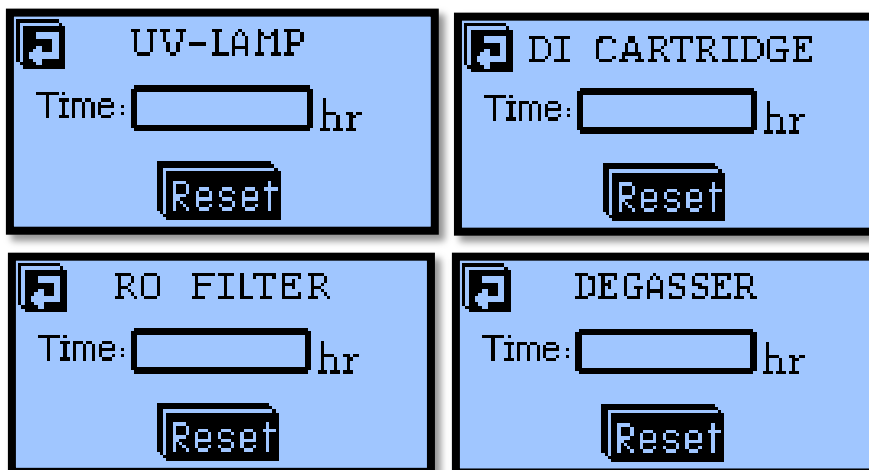 UV-LAMP
Time: hr
Reset
DI CARTRIDGE
Time: hr
Reset
RO FILTER
Time: hr
Reset
DEGASSER
Time: hr
Reset